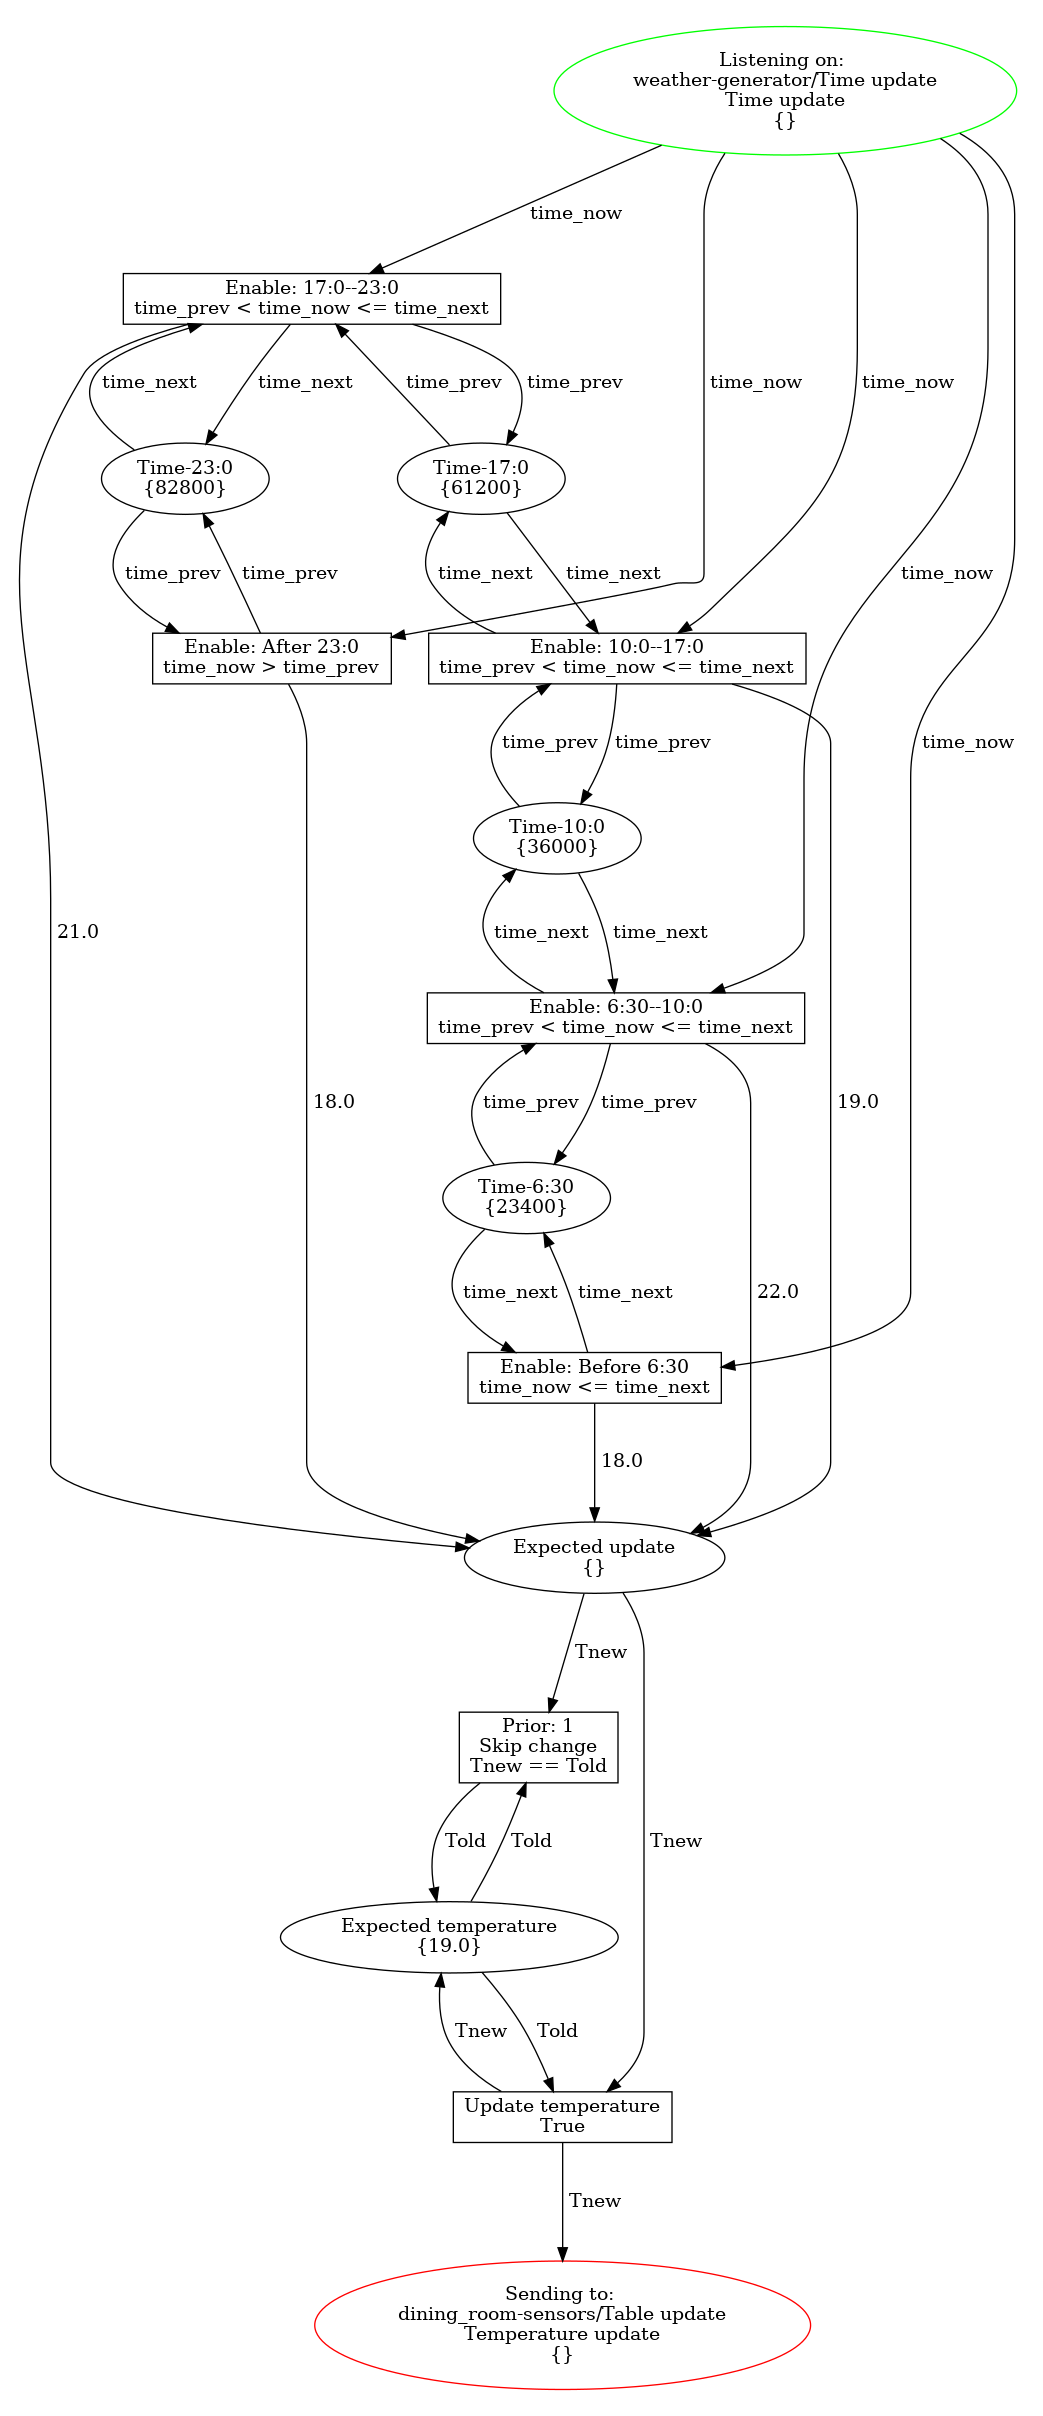 Listening on:
weather-generator/Time update
Time update
{}
time_now
Enable: 17:0--23:0
time_prev < time_now <= time_next
time_next
time_next
time_prev
time_prev
time_now
time_now
Time-23:0
{82800}
Time-17:0
{61200}
time_prev
time_prev
time_next
time_next
time_now
Enable: After 23:0
time_now > time_prev
Enable: 10:0--17:0
time_prev < time_now <= time_next
time_prev
time_prev
time_now
Time-10:0
{36000}
21.0
time_next
time_next
Enable: 6:30--10:0
time_prev < time_now <= time_next
18.0
time_prev
time_prev
19.0
Time-6:30
{23400}
time_next
time_next
22.0
Enable: Before 6:30
time_now <= time_next
18.0
Expected update
{}
Tnew
Prior: 1
Skip change
Tnew == Told
Told
Told
Tnew
Expected temperature
{19.0}
Tnew
Told
Update temperature
True
Tnew
Sending to:
dining_room-sensors/Table update
Temperature update
{}